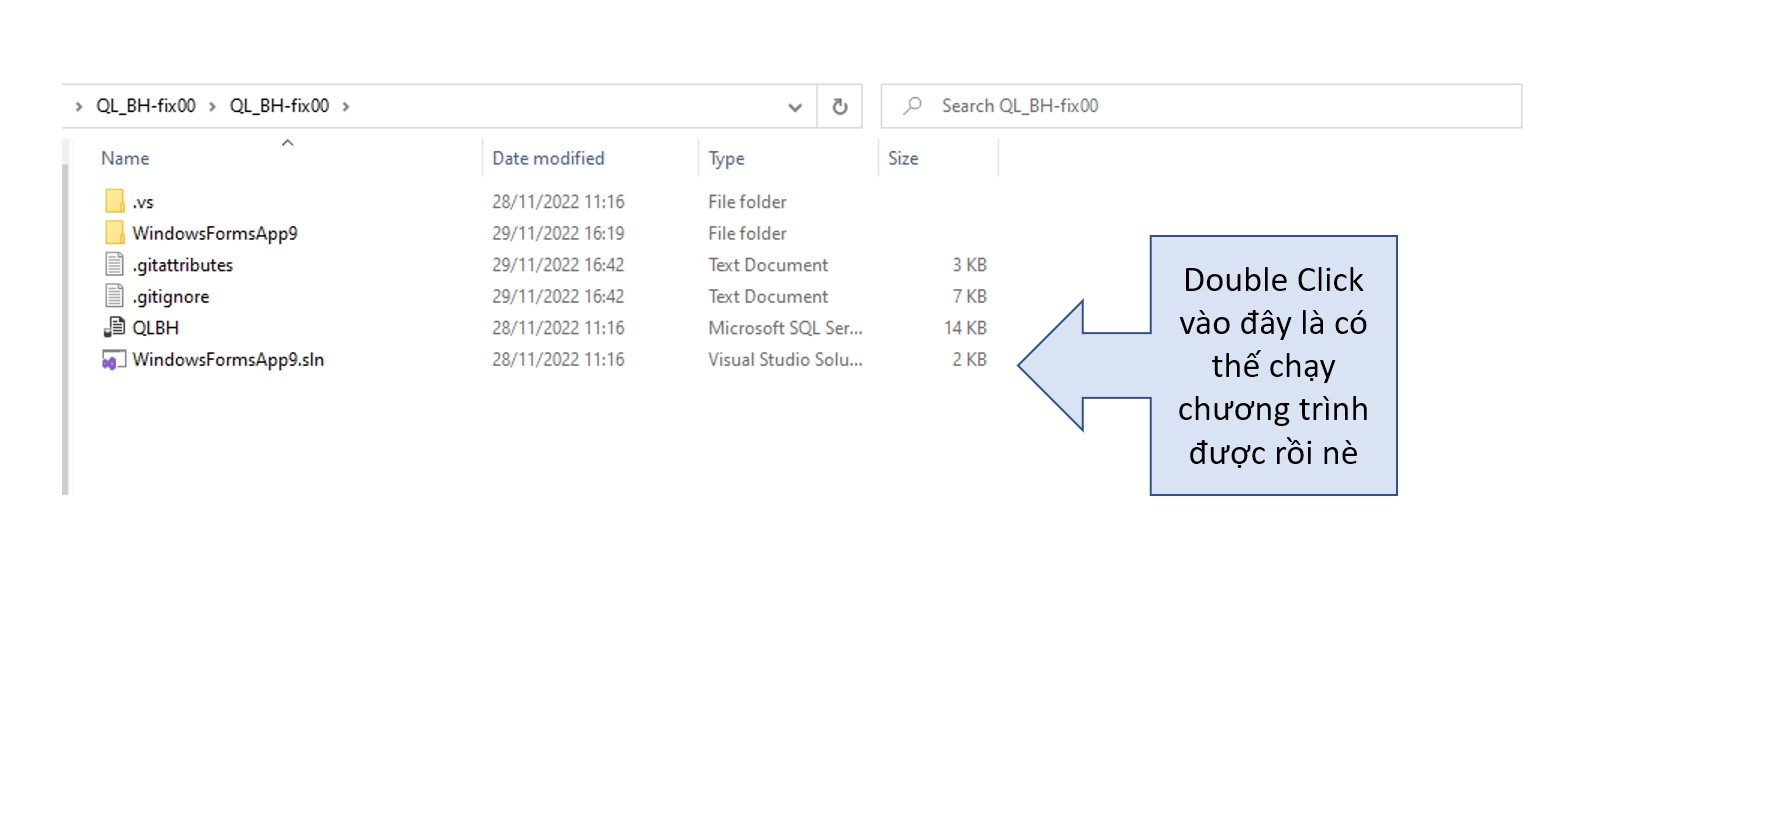 QL_BH-fix00 › QL_BH-fix00 › Search QL_BH-fix00
Name Date modified Type Size
.vs 28/11/2022 11:16 File folder
WindowsFormsApp9 29/11/2022 16:19 File folder
.gitattributes 29/11/2022 16:42 Text Document 3 KB
.gitignore 29/11/2022 16:42 Text Document 7 KB
QLBH 28/11/2022 11:16 Microsoft SQL Ser... 14 KB
WindowsFormsApp9.sln 28/11/2022 11:16 Visual Studio Solu... 2 KB
Double Click
vào đây là có
thế chạy
chương trình
được rồi nè